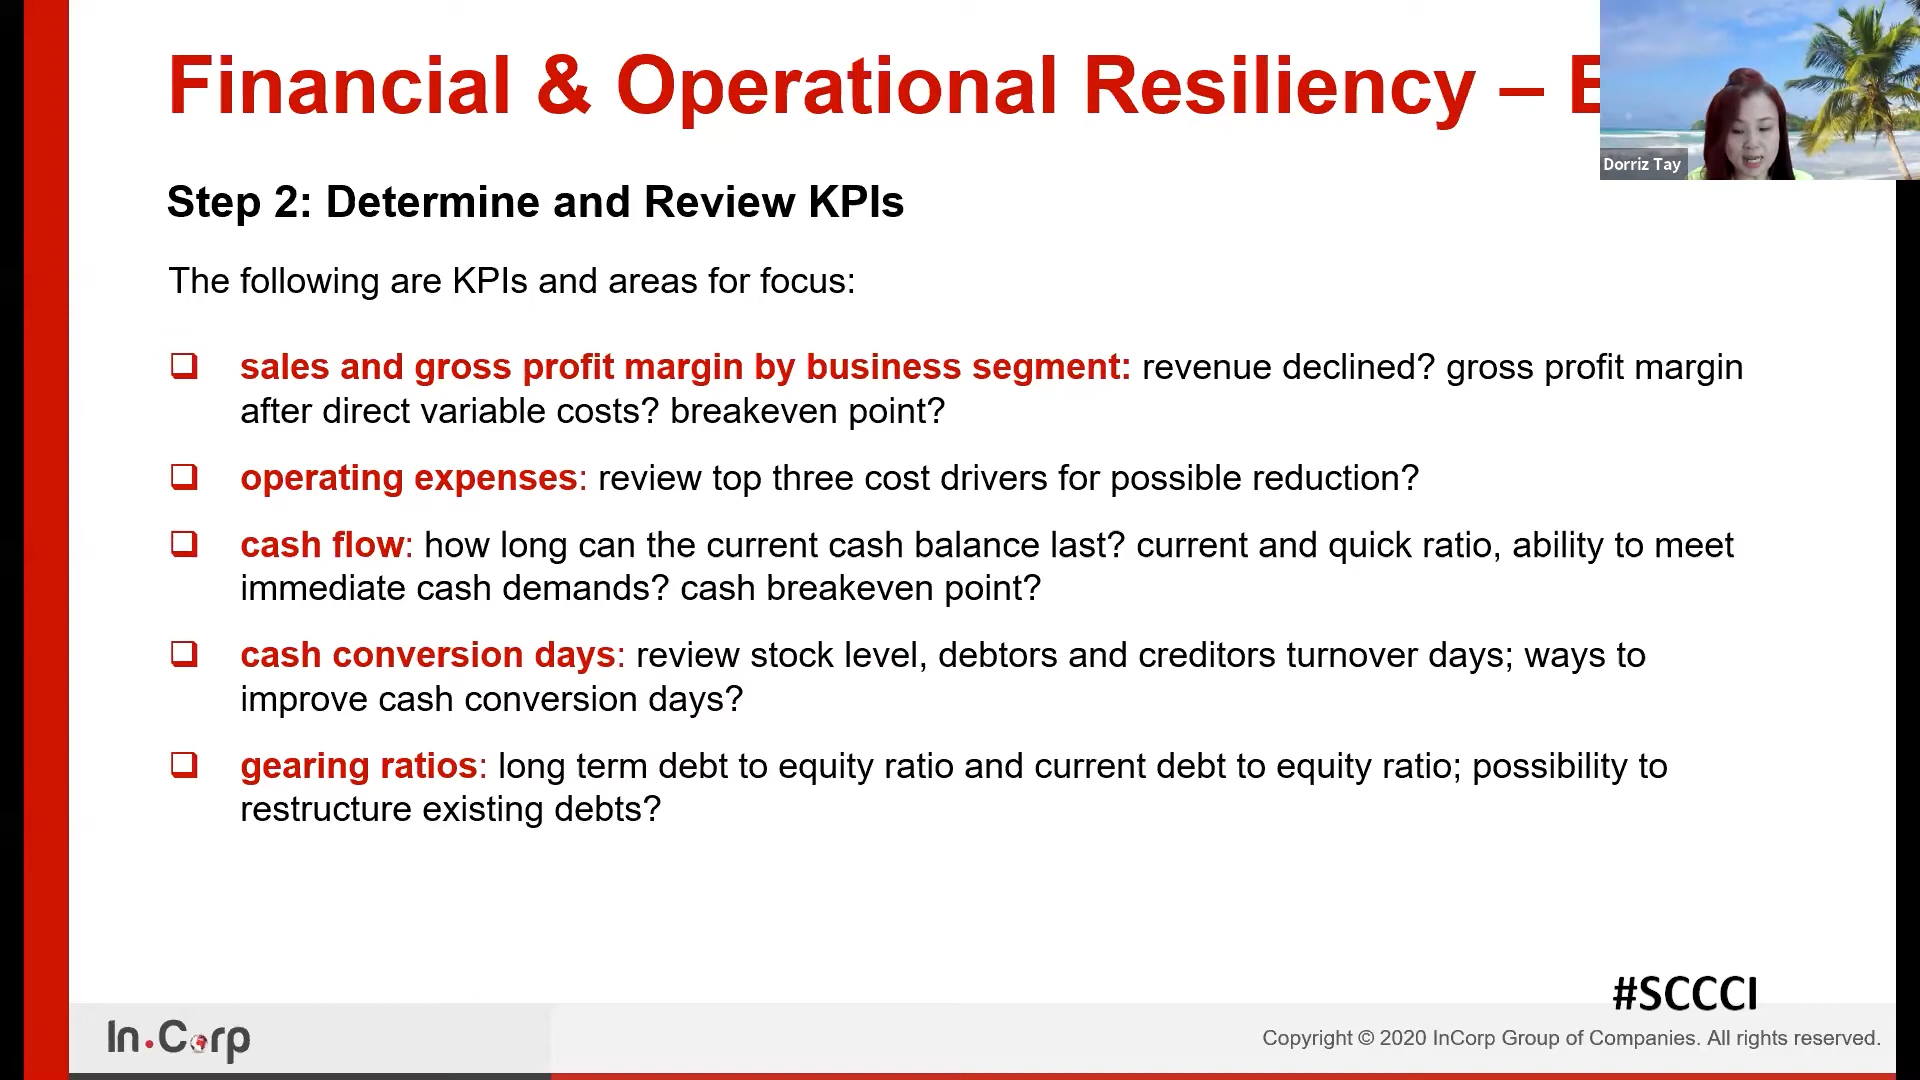 Financial & Operational Resiliency –
Dorriz Tay
Step 2: Determine and Review KPIs
The following are KPIs and areas for focus:
sales and gross profit margin by business segment: revenue declined? gross profit margin
after direct variable costs? breakeven point?
operating expenses: review top three cost drivers for possible reduction?
cash flow: how long can the current cash balance last? current and quick ratio, ability to meet
immediate cash demands? cash breakeven point?
cash conversion days: review stock level, debtors and creditors turnover days; ways to
improve cash conversion days?
gearing ratios: long term debt to equity ratio and current debt to equity ratio; possibility to
restructure existing debts?
#SCCCI
In.Corp
Copyright © 2020 InCorp Group of Companies. All rights reserved.